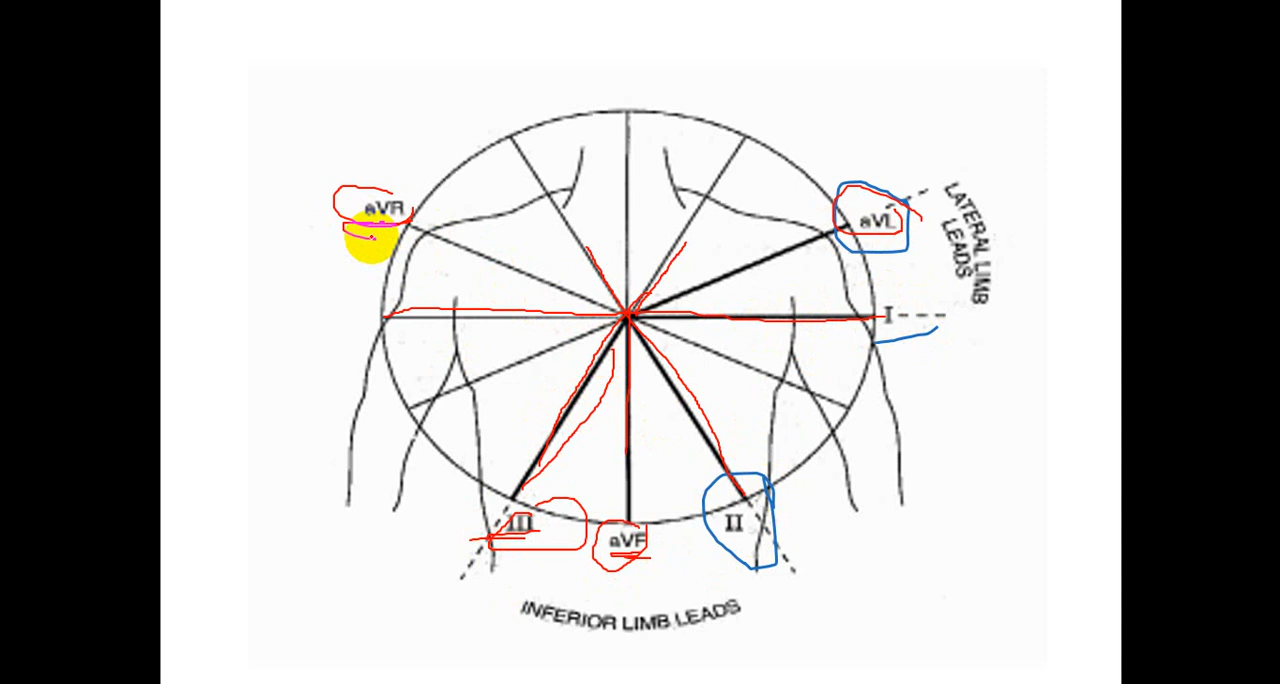 aVR
aVL
LATERAL LIMB
LEADS
I
III
aVF
II
INFERIOR LIMB LEADS